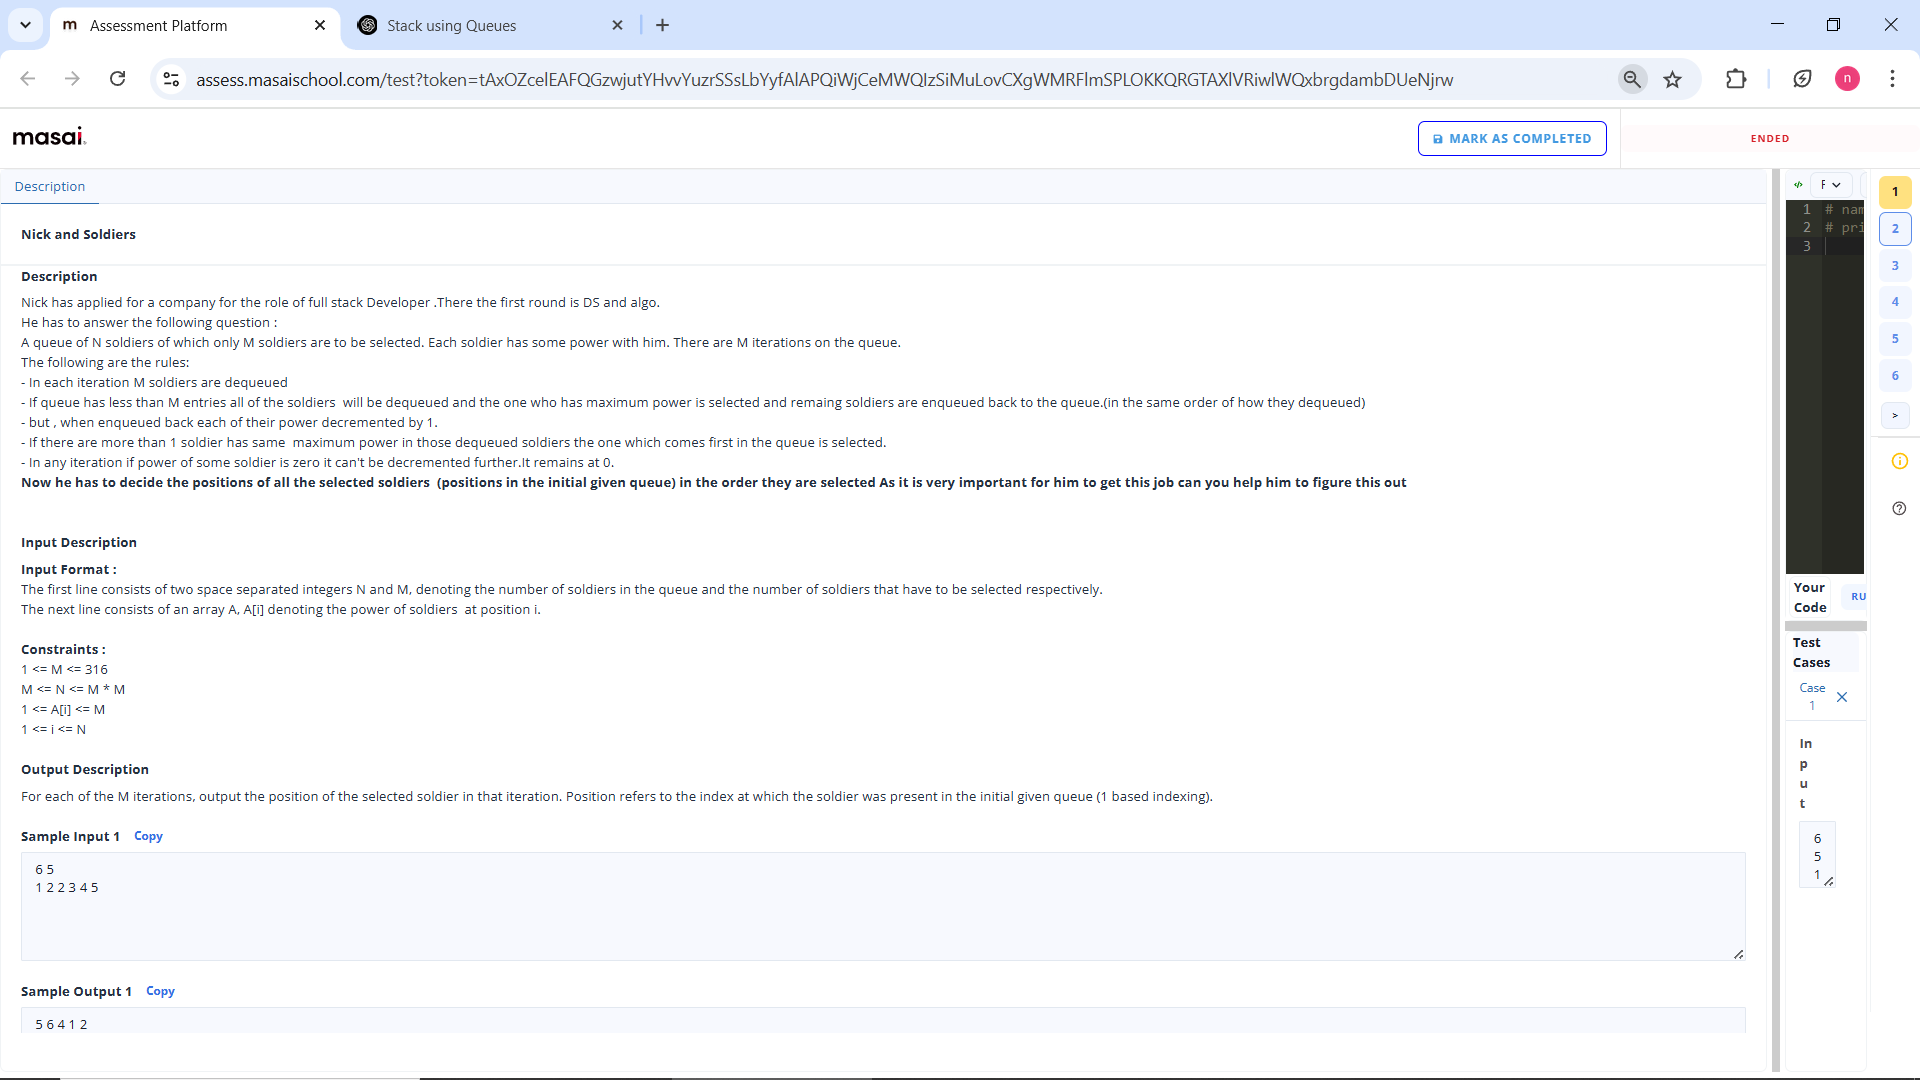 Assessment Platform
Stack using Queues
assess.masaischool.com/test?token=tAxOZcelEAFQGzwjutYHvvYuzrSSsLbYyfAlAPQiWjCeMWQIzSiMuLovCXgWMRFlmSPLOKKQRGTAXlVRiwlWQxbrgdambDUeNjrw
n
masai.
MARK AS COMPLETED
ENDED
Description
Nick and Soldiers
Description
Nick has applied for a company for the role of full stack Developer .There the first round is DS and algo.
He has to answer the following question :
A queue of N soldiers of which only M soldiers are to be selected. Each soldier has some power with him. There are M iterations on the queue.
The following are the rules:
- In each iteration M soldiers are dequeued
- If queue has less than M entries all of the soldiers  will be dequeued and the one who has maximum power is selected and remaing soldiers are enqueued back to the queue.(in the same order of how they dequeued)
- but , when enqueued back each of their power decremented by 1.
- If there are more than 1 soldier has same  maximum power in those dequeued soldiers the one which comes first in the queue is selected.
- In any iteration if power of some soldier is zero it can't be decremented further.It remains at 0.
Now he has to decide the positions of all the selected soldiers  (positions in the initial given queue) in the order they are selected As it is very important for him to get this job can you help him to figure this out
Input Description
Input Format :
The first line consists of two space separated integers N and M, denoting the number of soldiers in the queue and the number of soldiers that have to be selected respectively.
The next line consists of an array A, A[i] denoting the power of soldiers  at position i.
Constraints :
1 <= M <= 316
M <= N <= M * M
1 <= A[i] <= M
1 <= i <= N
Output Description
For each of the M iterations, output the position of the selected soldier in that iteration. Position refers to the index at which the soldier was present in the initial given queue (1 based indexing).
Sample Input 1 Copy
6 5
1 2 2 3 4 5
Sample Output 1 Copy
5 6 4 1 2
1 # nam
2 # pri
3
Your
Code
RU
Test
Cases
Case
1
In
p
u
t
6
5
1
1
2
3
4
5
6
>